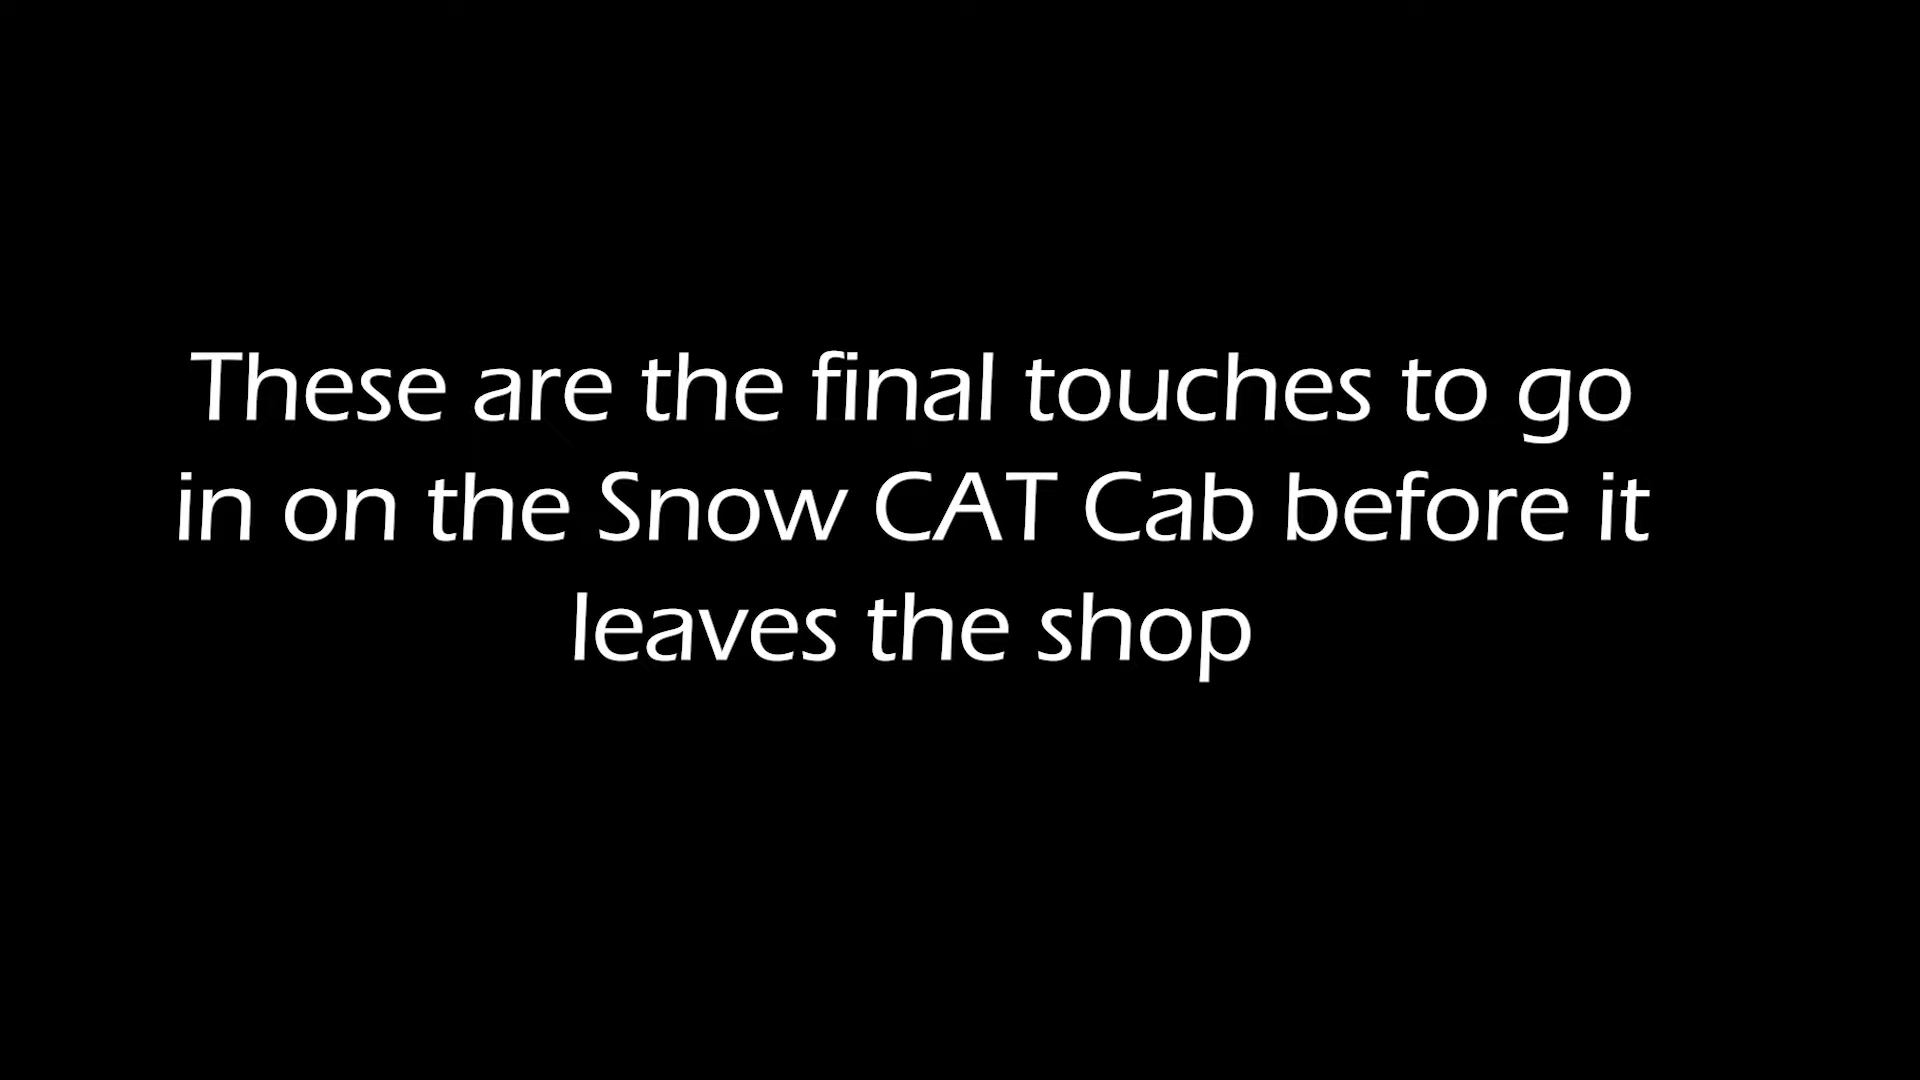 These are the final touches to go
in on the Snow CAT Cab before it
leaves the shop